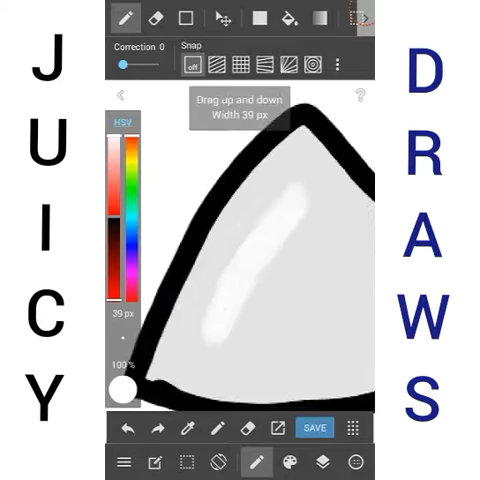 JUICY
DRAWS
Correction 0
Snap
off
Drag up and down
Width 39 px
?
HSV
39 px
100 %
SAVE